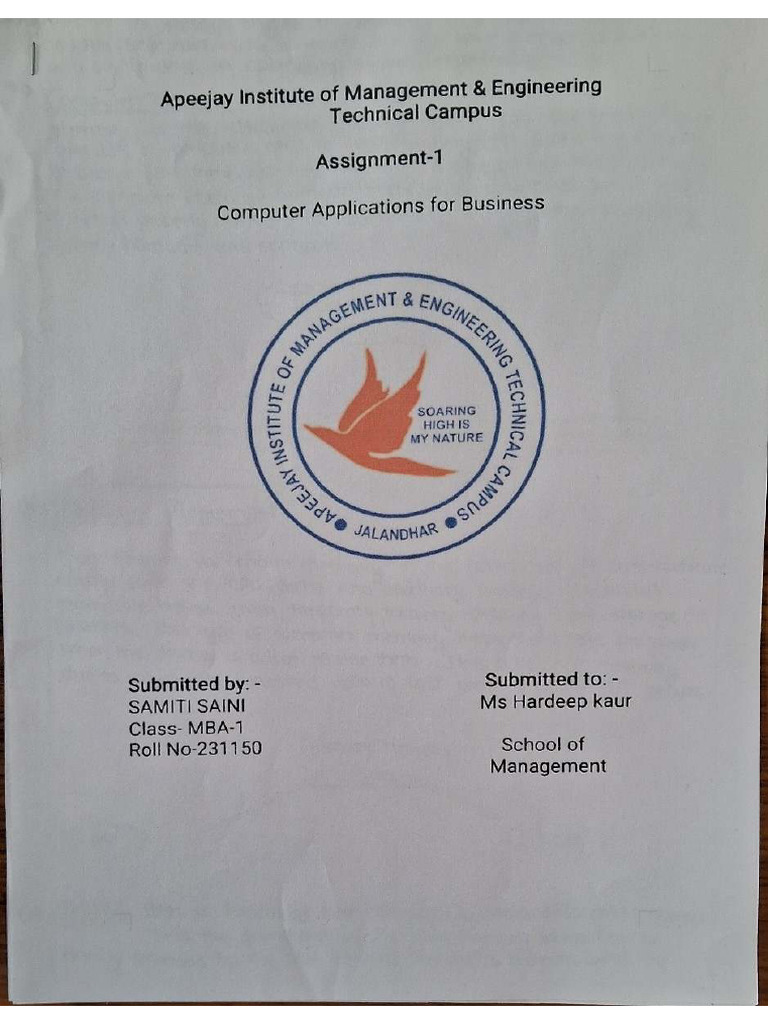 Apeejay Institute of Management & Engineering
Technical Campus
Assignment-1
Computer Applications for Business
APEEJAY INSTITUTE OF MANAGEMENT & ENGINEERING TECHNICAL CAMPUS
SOARING
HIGH IS
MY NATURE
JALANDHAR
Submitted by: -
SAMITI SAINI
Class- MBA-1
Roll No-231150
Submitted to: -
Ms Hardeep kaur
School of
Management